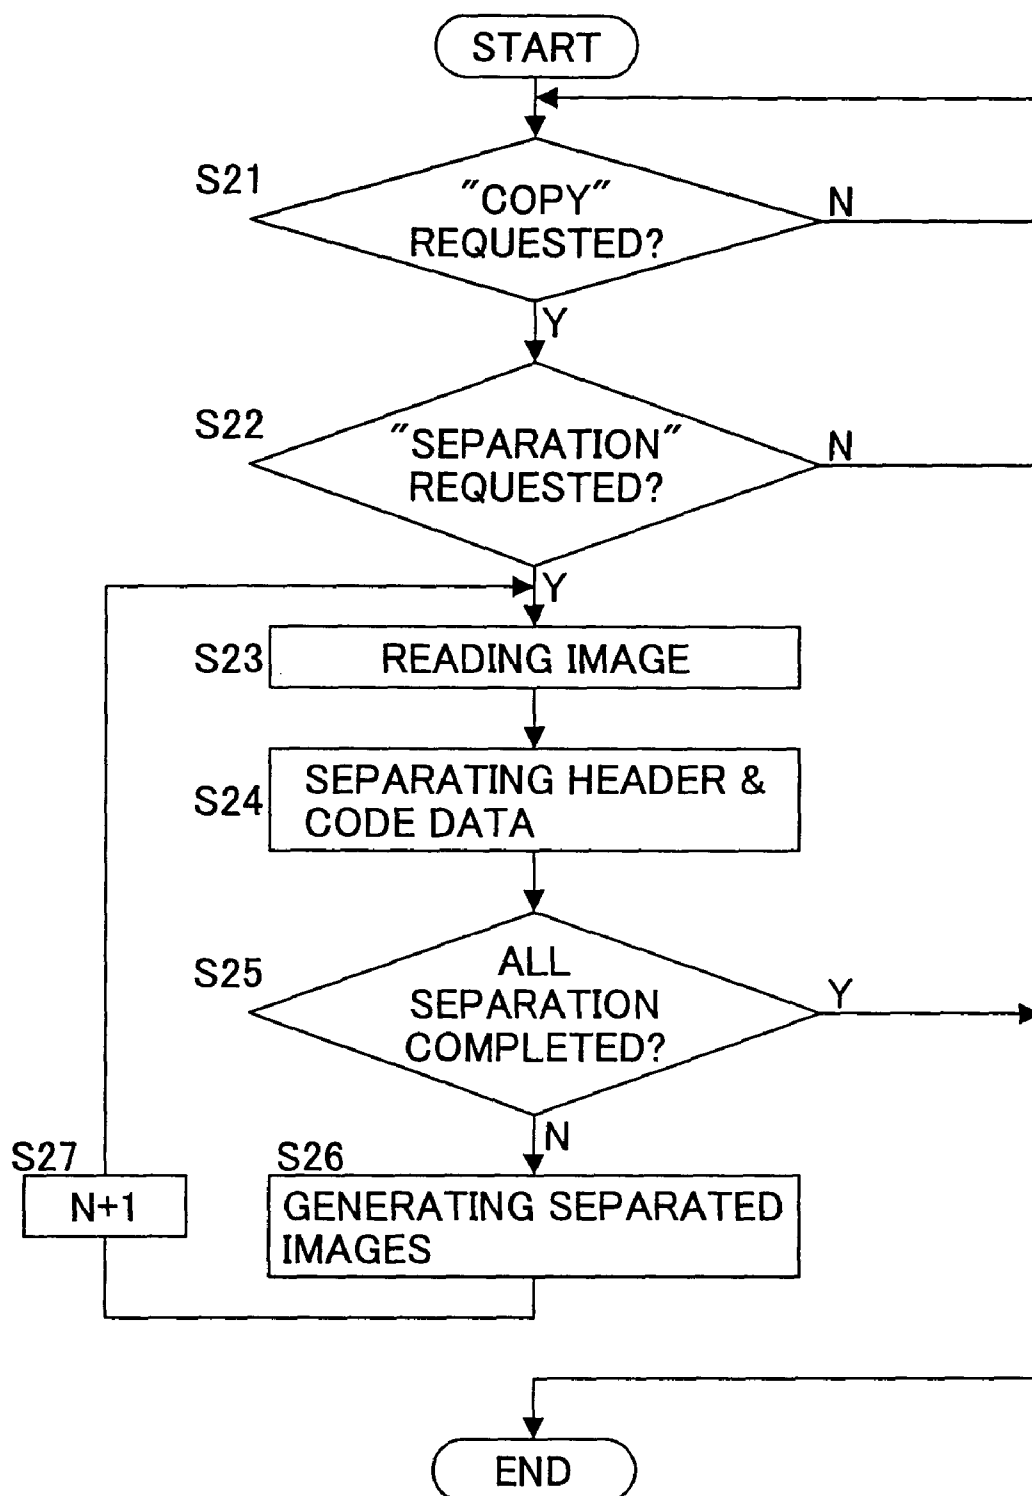 START
S21
"COPY"
REQUESTED?
N
Y
S22
"SEPARATION"
REQUESTED?
N
Y
S23
READING IMAGE
S24
SEPARATING HEADER &
CODE DATA
S25
ALL
SEPARATION
COMPLETED?
Y
N
S27
N+1
S26
GENERATING SEPARATED
IMAGES
END